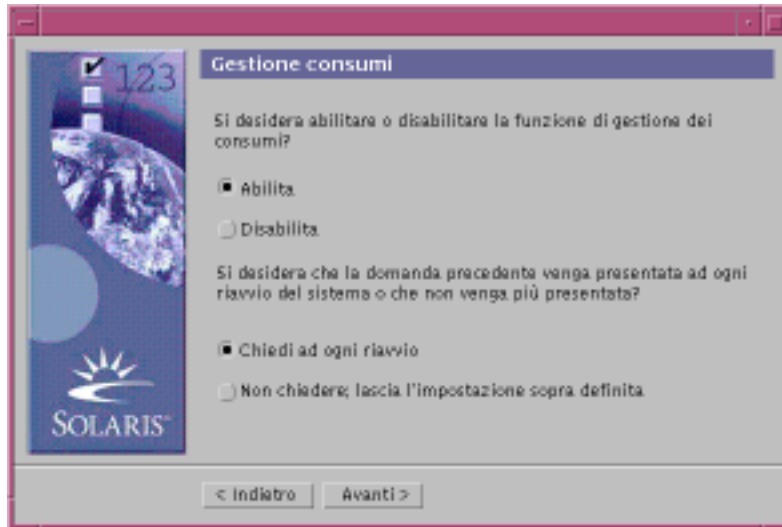 Gestione consumi
123
Si desidera abilitare o disabilitare la funzione di gestione dei
consumi?
Abilita
Disabilita
Si desidera che la domanda precedente venga presentata ad ogni
riavvio del sistema o che non venga più presentata?
Chiedi ad ogni riavvio
Non chiedere; lascia l'impostazione sopra definita
SOLARIS
< Indietro
Avanti >